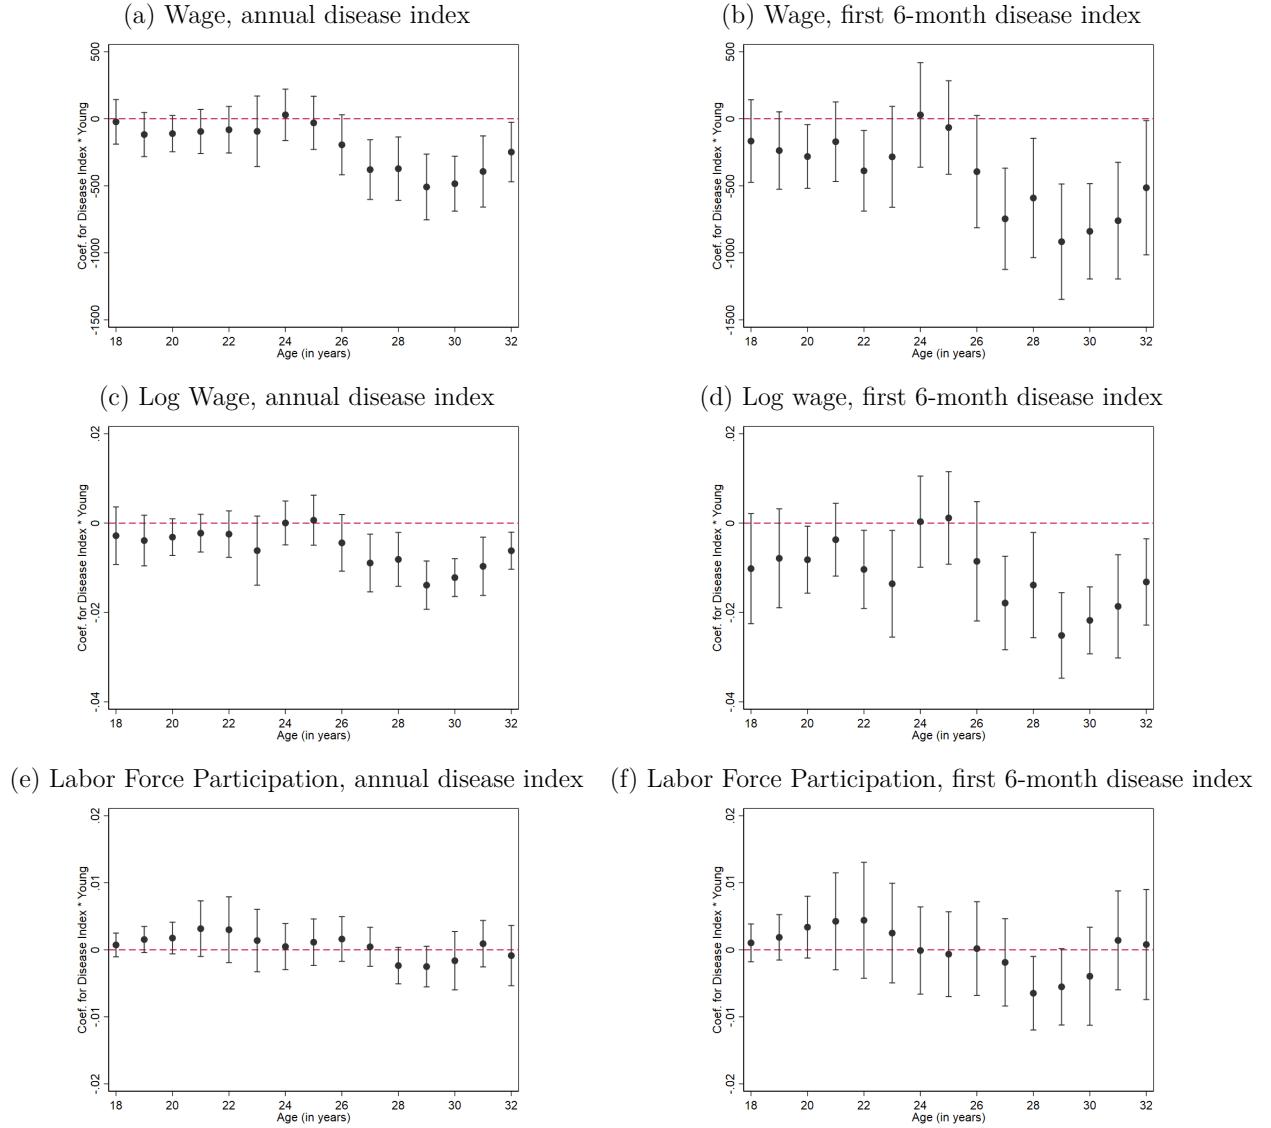 (a) Wage, annual disease index
500
0
-500
-1000
-1500
Coef. for Disease Index * Young
18 20 22 24 26 28 30 32
Age (in years)
(b) Wage, first 6-month disease index
500
0
-500
-1000
-1500
Coef. for Disease Index * Young
18 20 22 24 26 28 30 32
Age (in years)
(c) Log Wage, annual disease index
.02
0
-.02
-.04
Coef. for Disease Index * Young
18 20 22 24 26 28 30 32
Age (in years)
(d) Log wage, first 6-month disease index
.02
0
-.02
-.04
Coef. for Disease Index * Young
18 20 22 24 26 28 30 32
Age (in years)
(e) Labor Force Participation, annual disease index
.02
.01
0
-.01
-.02
Coef. for Disease Index * Young
18 20 22 24 26 28 30 32
Age (in years)
(f) Labor Force Participation, first 6-month disease index
.02
.01
0
-.01
-.02
Coef. for Disease Index * Young
18 20 22 24 26 28 30 32
Age (in years)